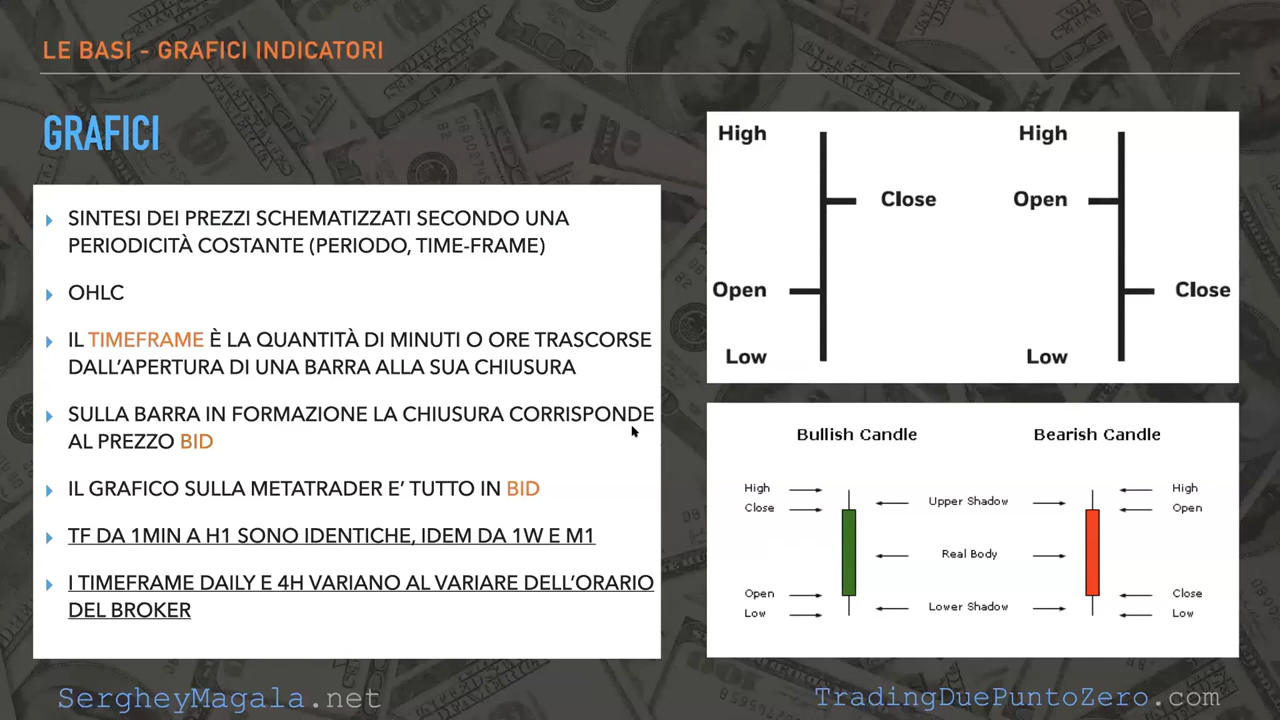 LE BASI - GRAFICI INDICATORI
GRAFICI
SINTESI DEI PREZZI SCHEMATIZZATI SECONDO UNA
PERIODICITÀ COSTANTE (PERIODO, TIME-FRAME)
OHLC
IL TIMEFRAME È LA QUANTITÀ DI MINUTI O ORE TRASCORSE
DALL'APERTURA DI UNA BARRA ALLA SUA CHIUSURA
SULLA BARRA IN FORMAZIONE LA CHIUSURA CORRISPONDE
AL PREZZO BID
IL GRAFICO SULLA METATRADER E' TUTTO IN BID
TF DA 1MIN A H1 SONO IDENTICHE, IDEM DA 1W E M1
I TIMEFRAME DAILY E 4H VARIANO AL VARIARE DELL'ORARIO
DEL BROKER
High High
Close Open
Open Close
Low Low
Bullish Candle Bearish Candle
High High
Upper Shadow
Close Open
Real Body
Open Close
Lower Shadow
Low Low
SergheyMagala.net TradingDuePuntoZero.com